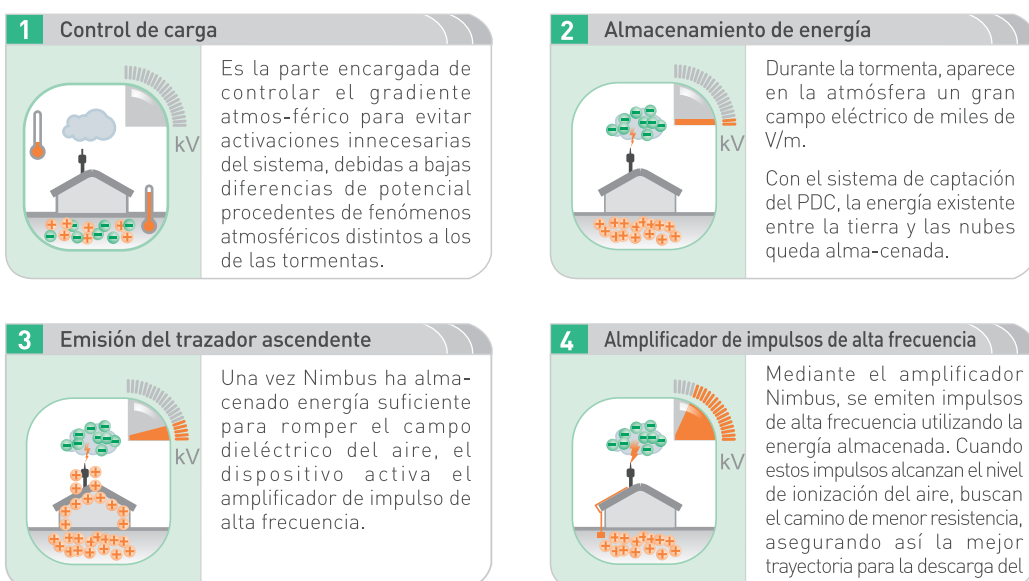 1 Control de carga
kV
Es la parte encargada de
controlar el gradiente
atmos-férico para evitar
activaciones innecesarias
del sistema, debidas a bajas
diferencias de potencial
procedentes de fenómenos
atmosféricos distintos a los
de las tormentas.
2 Almacenamiento de energía
kV
Durante la tormenta, aparece
en la atmósfera un gran
campo eléctrico de miles de
V/m.
Con el sistema de captación
del PDC, la energía existente
entre la tierra y las nubes
queda alma-cenada.
3 Emisión del trazador ascendente
kV
Una vez Nimbus ha alma-
cenado energía suficiente
para romper el campo
dieléctrico del aire, el
dispositivo activa el
amplificador de impulso de
alta frecuencia.
4 Almplificador de impulsos de alta frecuencia
kV
Mediante el amplificador
Nimbus, se emiten impulsos
de alta frecuencia utilizando la
energía almacenada. Cuando
estos impulsos alcanzan el nivel
de ionización del aire, buscan
el camino de menor resistencia,
asegurando así la mejor
trayectoria para la descarga del